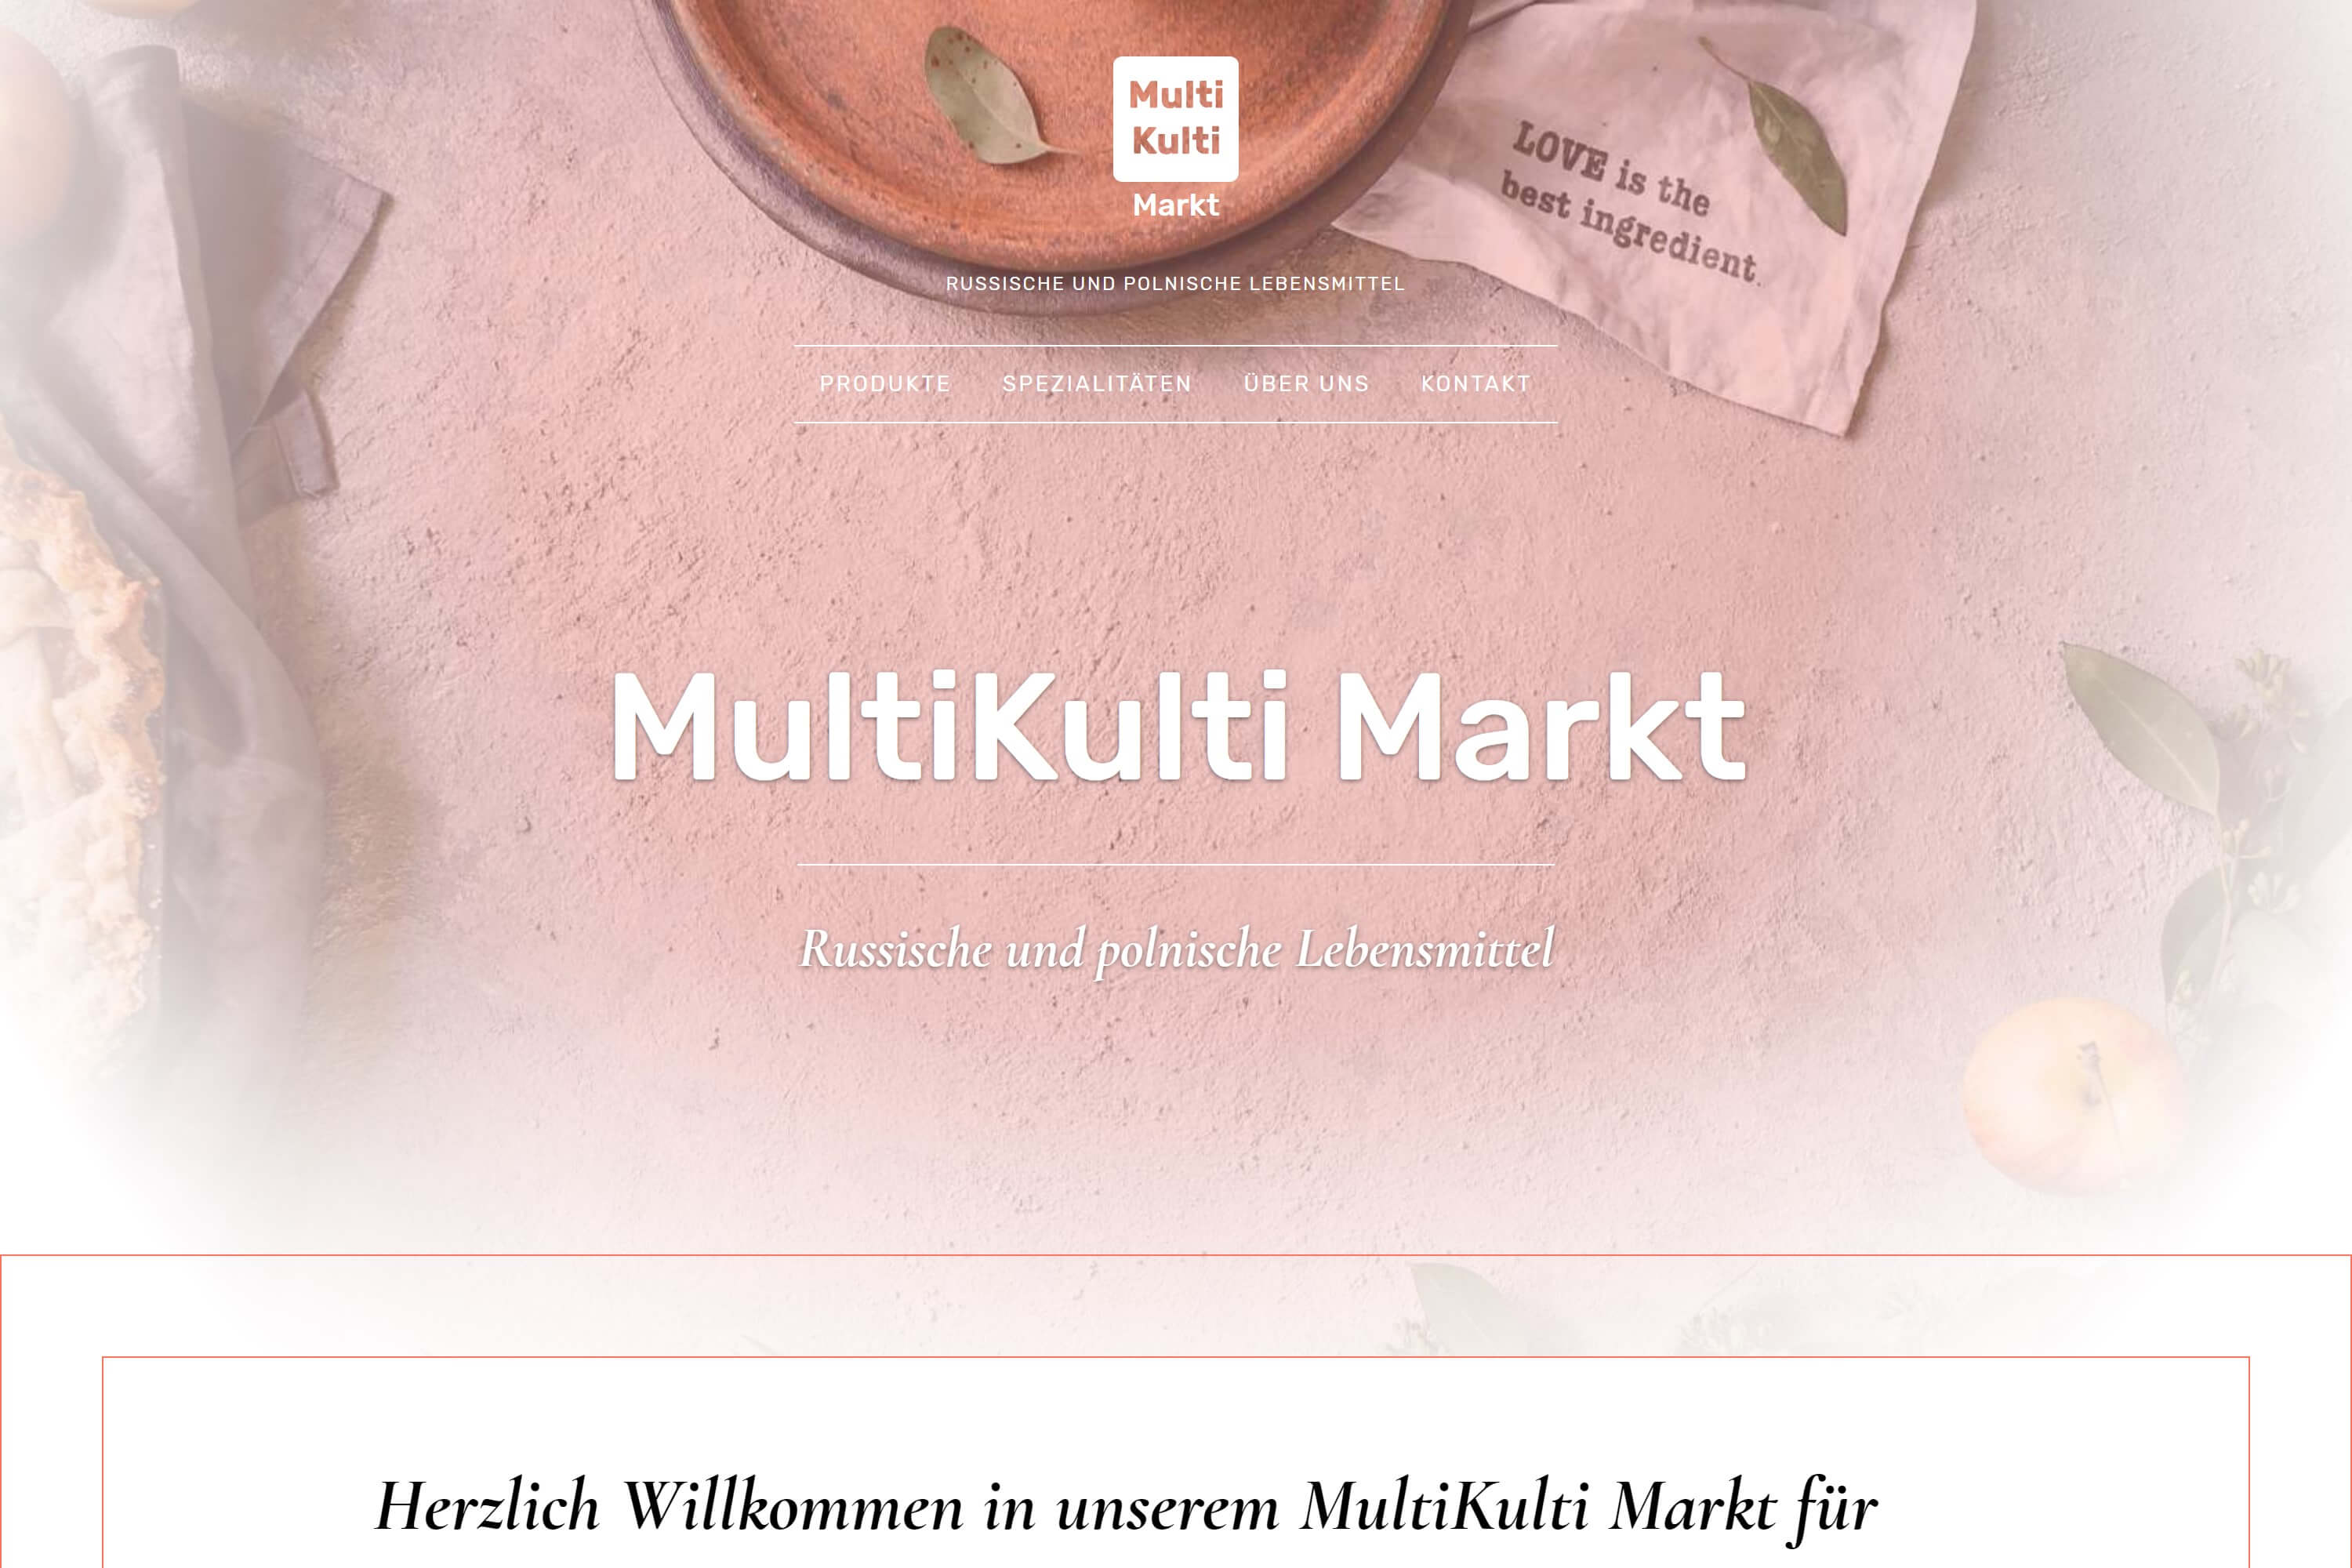 Multi
Kulti
Markt
LOVE is the
best ingredient.
RUSSISCHE UND POLNISCHE LEBENSMITTEL
PRODUKTE SPEZIALITÄTEN ÜBER UNS KONTAKT
MultiKulti Markt
Russische und polnische Lebensmittel
Herzlich Willkommen in unserem MultiKulti Markt für